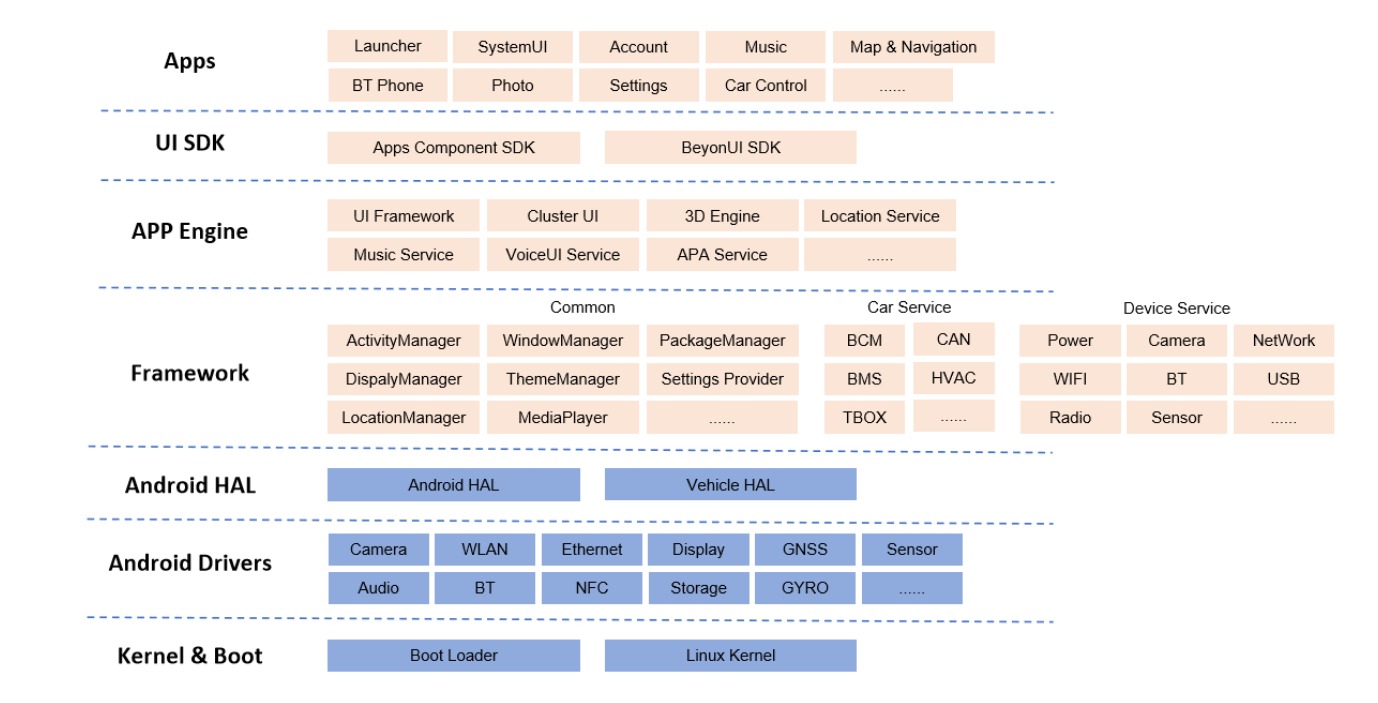 Apps
Launcher SystemUI Account Music Map & Navigation
BT Phone Photo Settings Car Control ......
UI SDK
Apps Component SDK BeyonUI SDK
APP Engine
UI Framework Cluster UI 3D Engine Location Service
Music Service VoiceUI Service APA Service ......
Framework
Common Car Service Device Service
ActivityManager WindowManager PackageManager BCM CAN Power Camera NetWork
DispalyManager ThemeManager Settings Provider BMS HVAC WIFI BT USB
LocationManager MediaPlayer ...... TBOX ...... Radio Sensor ......
Android HAL
Android HAL Vehicle HAL
Android Drivers
Camera WLAN Ethernet Display GNSS Sensor
Audio BT NFC Storage GYRO ......
Kernel & Boot
Boot Loader Linux Kernel